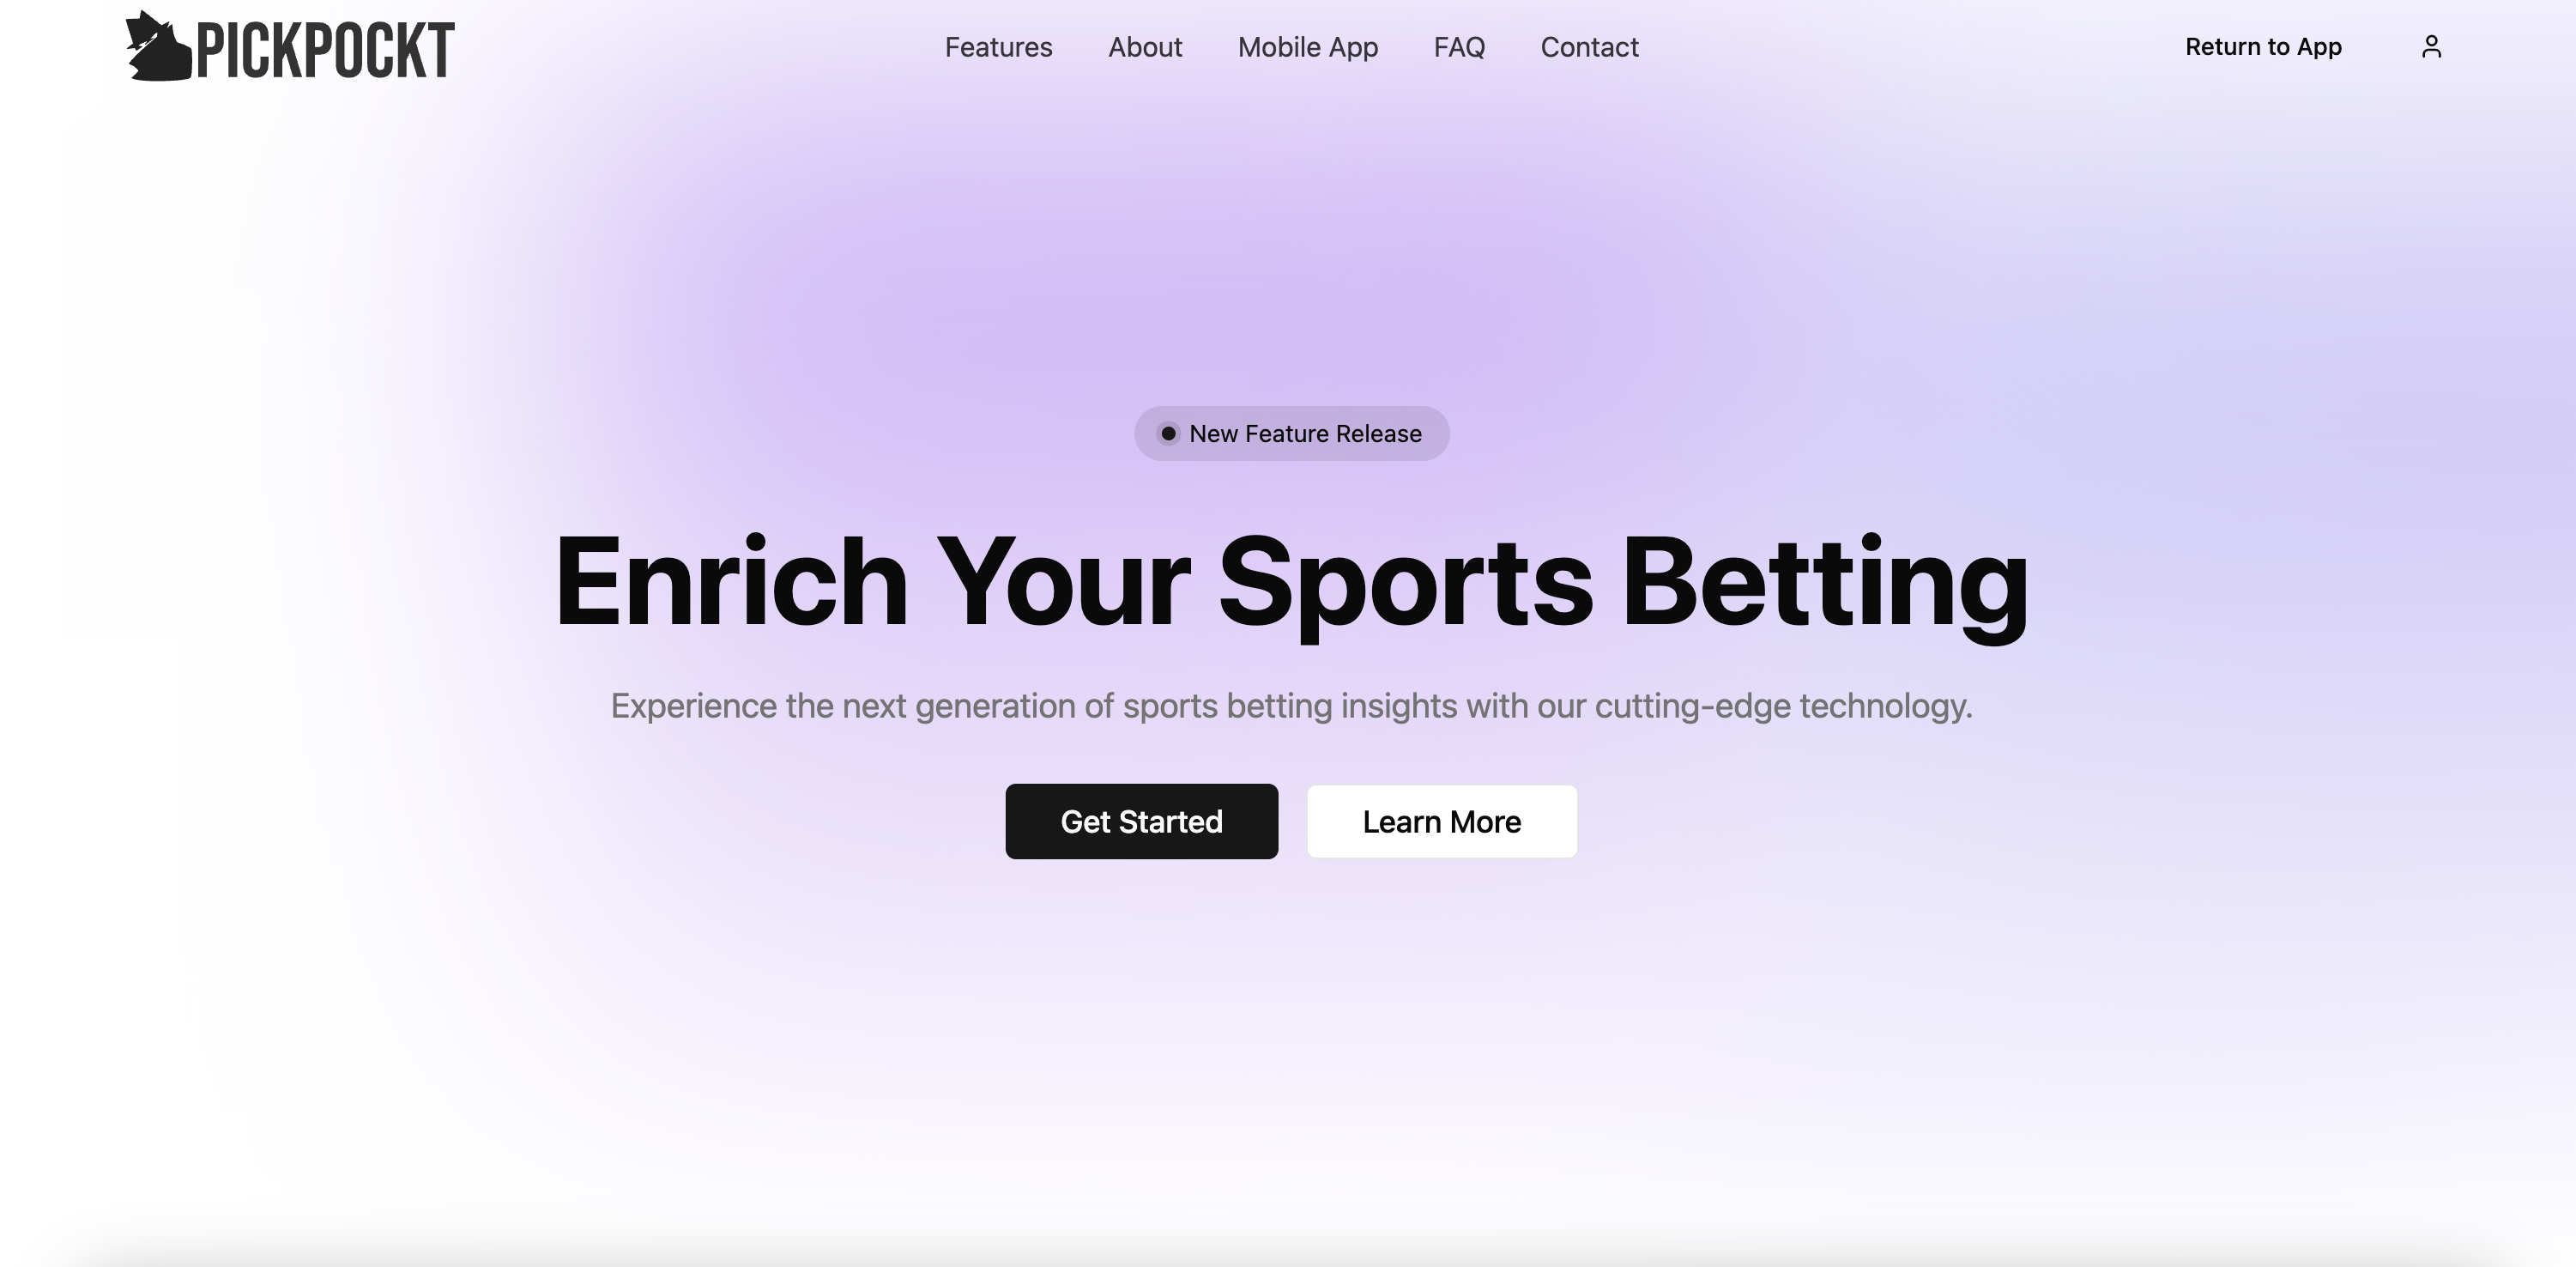 PICKPOCKT
Features About Mobile App FAQ Contact
Return to App
New Feature Release
Enrich Your Sports Betting
Experience the next generation of sports betting insights with our cutting-edge technology.
Get Started
Learn More